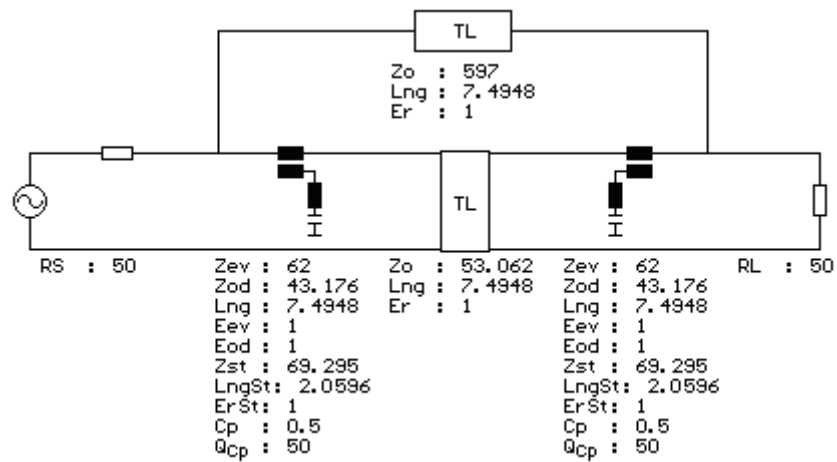 TL
Zo : 597
Lng : 7.4948
Er : 1
TL
RS : 50
Zev : 62
Zod : 43.176
Lng : 7.4948
Eev : 1
Eod : 1
Zst : 69.295
LngSt: 2.0596
ErSt: 1
Cp : 0.5
QCp : 50
Zo : 53.062
Lng : 7.4948
Er : 1
Zev : 62
Zod : 43.176
Lng : 7.4948
Eev : 1
Eod : 1
Zst : 69.295
LngSt: 2.0596
ErSt: 1
Cp : 0.5
QCp : 50
RL : 50